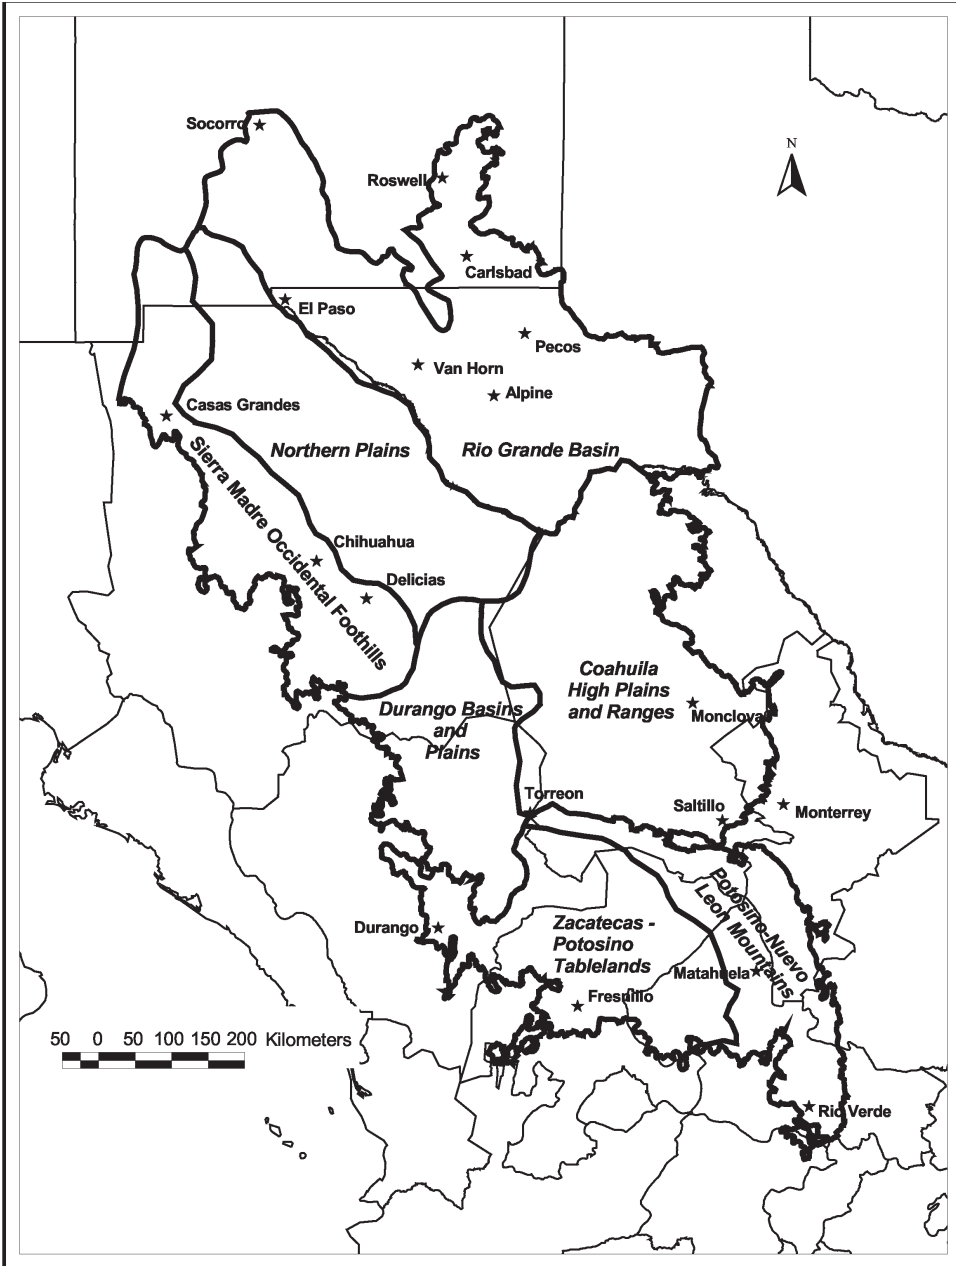 Socorro
N
Roswell
Carlsbad
El Paso
Pecos
Van Horn
Alpine
Casas Grandes
Northern Plains
Rio Grande Basin
Sierra Madre Occidental Foothills
Chihuahua
Delicias
Coahuila
High Plains
and Ranges
Durango Basins
and
Plains
Monclova
Torreon
Saltillo
Monterrey
Potosino-Nuevo
Leon Mountains
Durango
Zacatecas -
Potosino
Tablelands
Matahuela
Fresnillo
50 0 50 100 150 200 Kilometers
Rio Verde